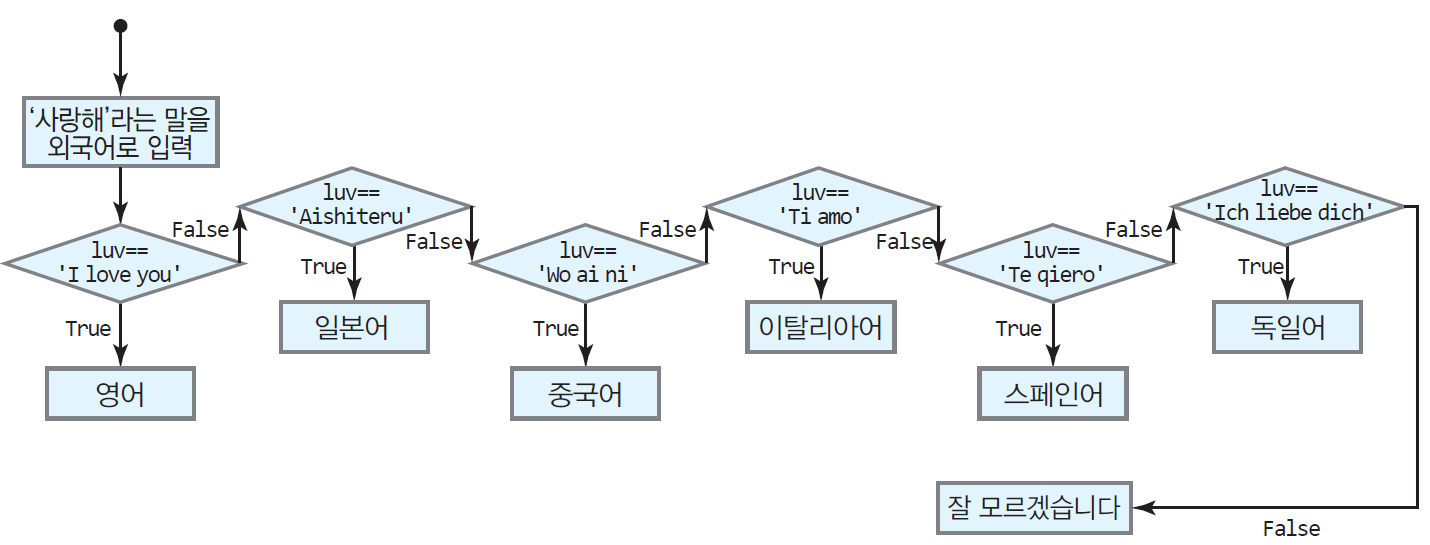 ‘사랑해’라는 말을
외국어로 입력
luv==
'I love you'
False
True
영어
luv==
'Aishiteru'
False
True
일본어
luv==
'Wo ai ni'
False
True
중국어
luv==
'Ti amo'
False
True
이탈리아어
luv==
'Te qiero'
False
True
스페인어
luv==
'Ich liebe dich'
True
독일어
False
잘 모르겠습니다